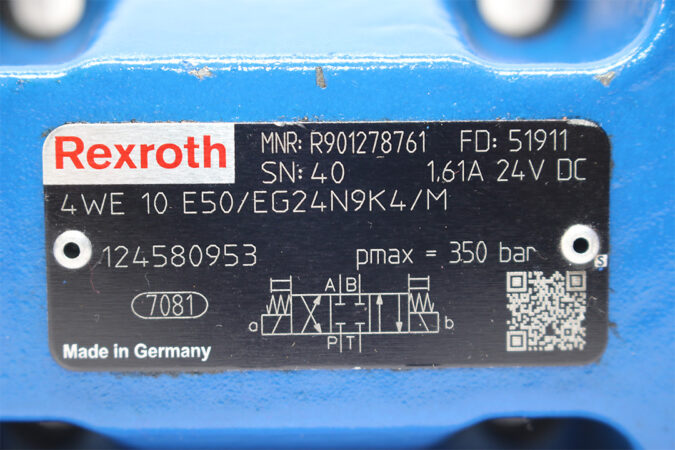 Rexroth
MNR: R901278761 FD: 51911
SN: 40 1.61A 24V DC
4WE 10 E50/EG24N9K4/M
124580953 pmax = 350 bar
S
7081
A B
a b
P T
Made in Germany